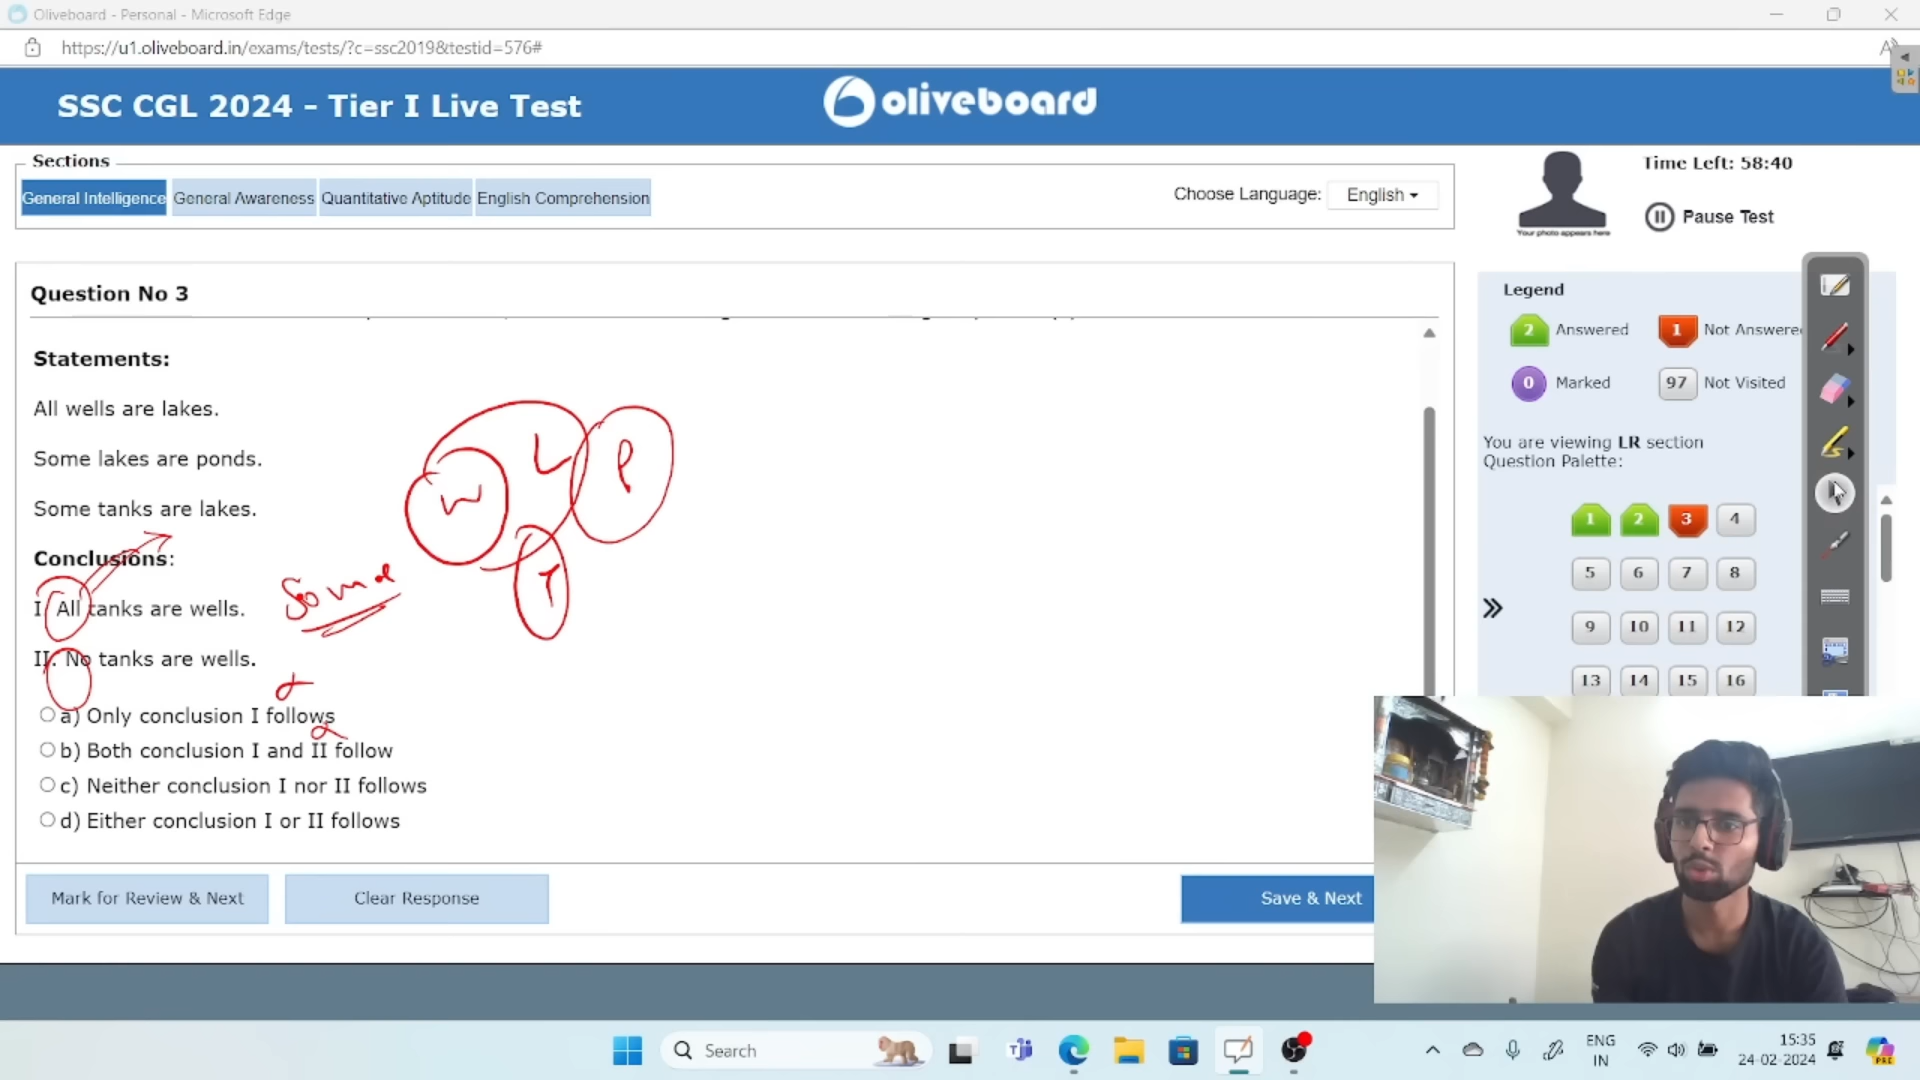 Oliveboard - Personal - Microsoft Edge
https://u1.oliveboard.in/exams/tests/?c=ssc2019&testid=576#
SSC CGL 2024 - Tier I Live Test
oliveboard
Sections
General Intelligence General Awareness Quantitative Aptitude English Comprehension
Choose Language: English
Your photo appears here
Time Left: 58:40
Pause Test
Question No 3
Statements:
All wells are lakes.
Some lakes are ponds.
Some tanks are lakes.
Conclusions:
I. All tanks are wells.
II. No tanks are wells.
a) Only conclusion I follows
b) Both conclusion I and II follow
c) Neither conclusion I nor II follows
d) Either conclusion I or II follows
W L P
T
Some
Mark for Review & Next
Clear Response
Save & Next
Legend
2 Answered 1 Not Answere
0 Marked 97 Not Visited
You are viewing LR section
Question Palette:
1 2 3 4
5 6 7 8
9 10 11 12
13 14 15 16
Search
ENG
IN
15:35
24-02-2024
PRE